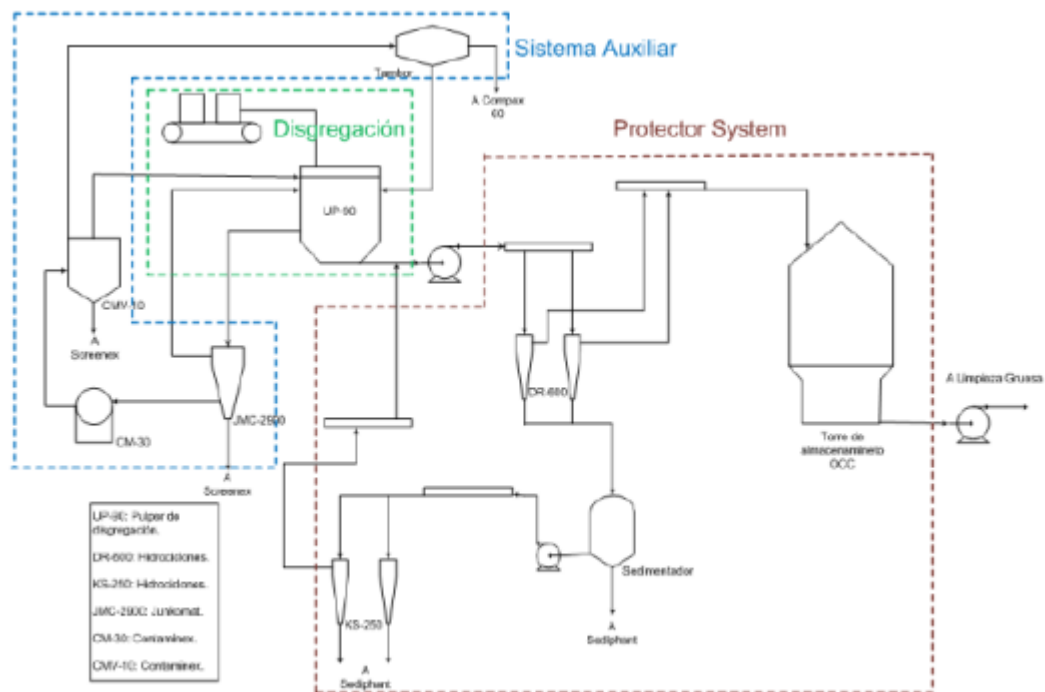 Sistema Auxiliar
Tambor
A Compax
60
Disgregación
Protector System
UP-90
CMV-10
A
Screenex
DR-600
A Limpieza Gruesa
JMC-2900
CM-30
Torre de
almacenamineto
OCC
A
Screenex
UP-90: Pulper de
disgregación.
DR-600: Hidrociclones.
KS-250: Hidrociclones.
JMC-2900: Junkomat.
CM-30: Contaminex.
CMV-10: Contaminex.
Sedimentador
KS-250
A
Sediphant
A
Sediphant